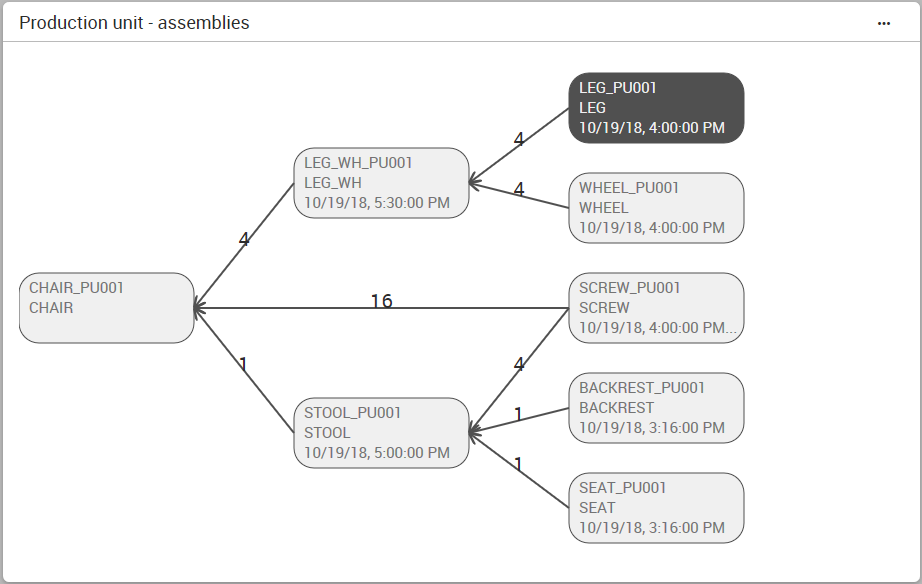 Production unit - assemblies
...
LEG_PU001
LEG
10/19/18, 4:00:00 PM
4
LEG_WH_PU001
LEG_WH
10/19/18, 5:30:00 PM
4
WHEEL_PU001
WHEEL
10/19/18, 4:00:00 PM
4
CHAIR_PU001
CHAIR
16
SCREW_PU001
SCREW
10/19/18, 4:00:00 PM...
1
4
STOOL_PU001
STOOL
10/19/18, 5:00:00 PM
1
BACKREST_PU001
BACKREST
10/19/18, 3:16:00 PM
1
SEAT_PU001
SEAT
10/19/18, 3:16:00 PM